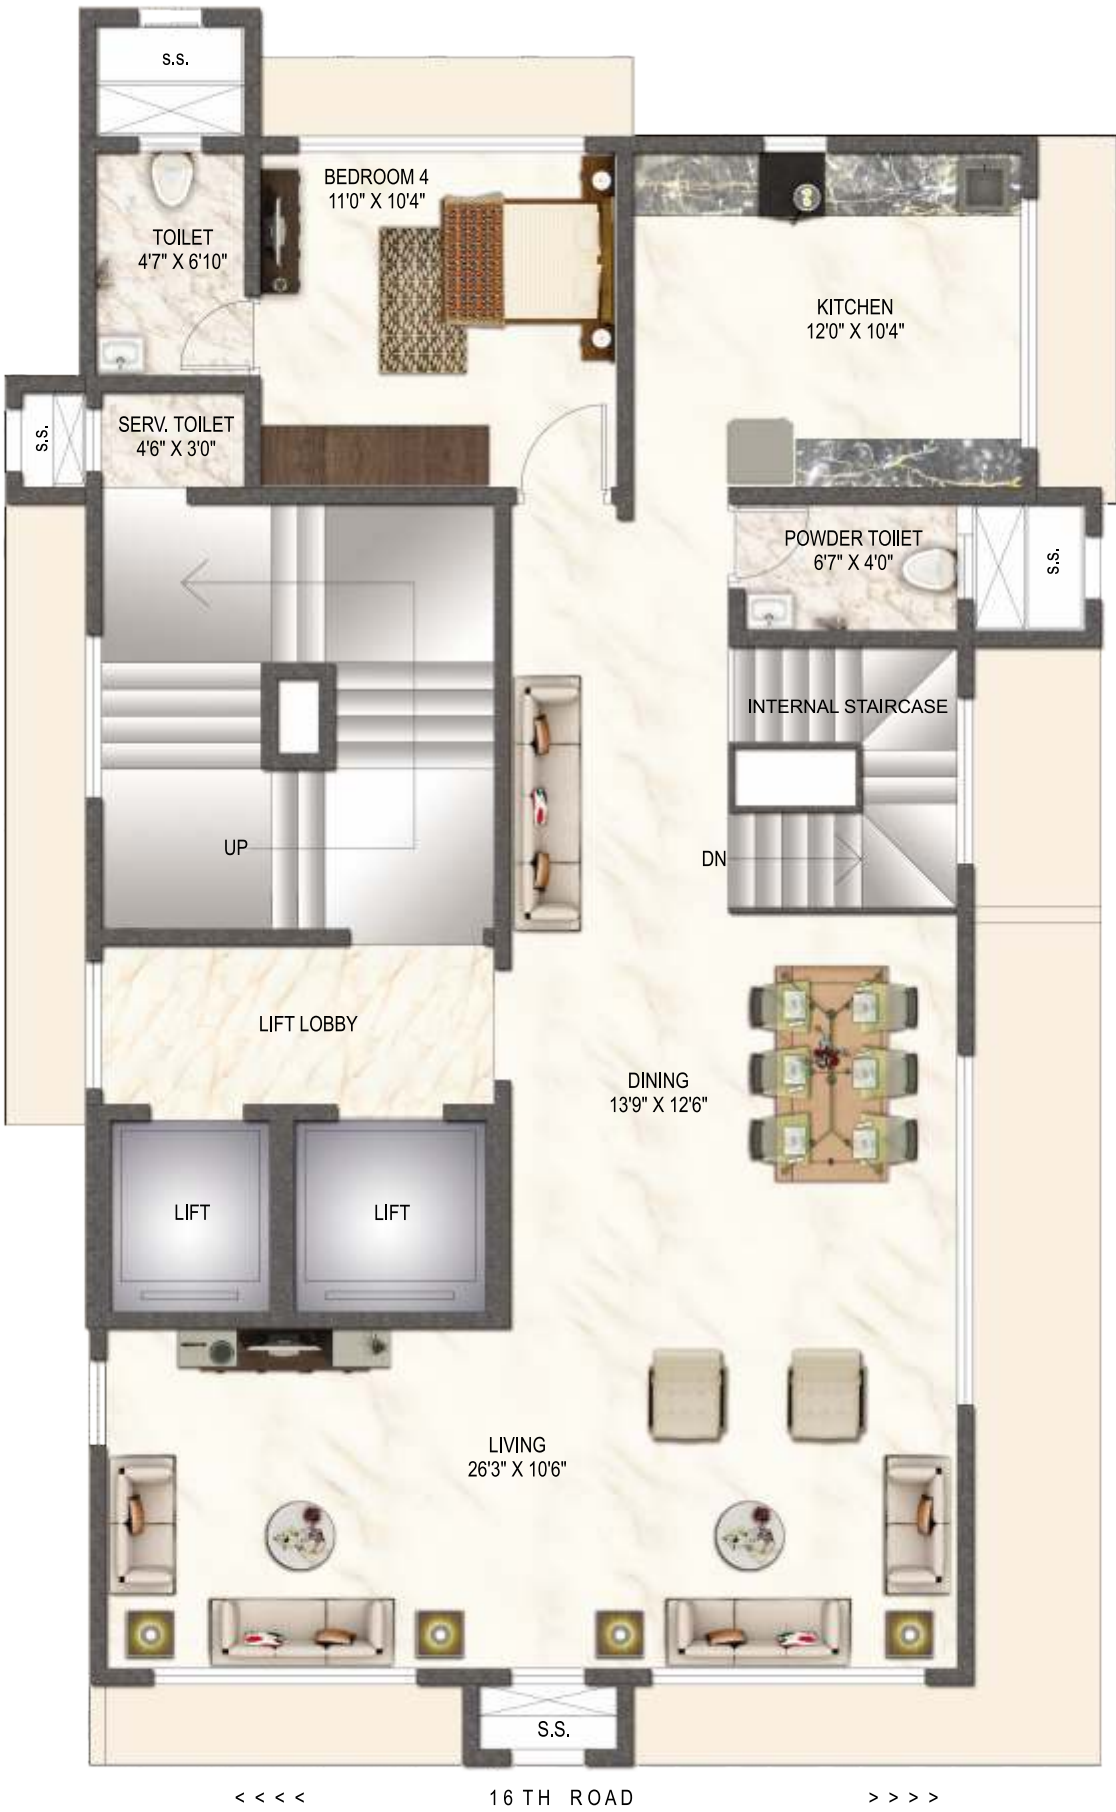 S.S.
BEDROOM 4
11'0" X 10'4"
TOILET
4'7" X 6'10"
KITCHEN
12'0" X 10'4"
SERV. TOILET
4'6" X 3'0"
S.S.
POWDER TOIlET
6'7" X 4'0"
S.S.
INTERNAL STAIRCASE
UP
DN
LIFT LOBBY
DINING
13'9" X 12'6"
LIFT
LIFT
LIVING
26'3" X 10'6"
S.S.
< < < < 16 TH ROAD > > > >